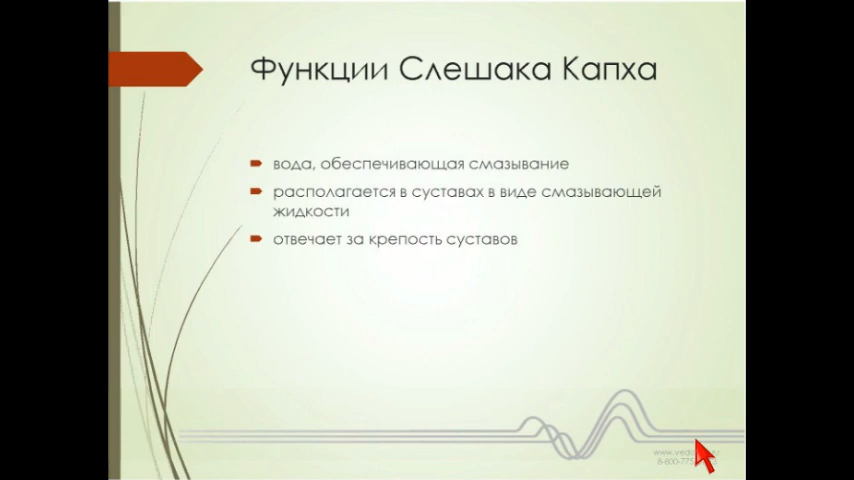 Функции Слешака Капха
вода, обеспечивающая смазывание
располагается в суставах в виде смазывающей
жидкости
отвечает за крепость суставов